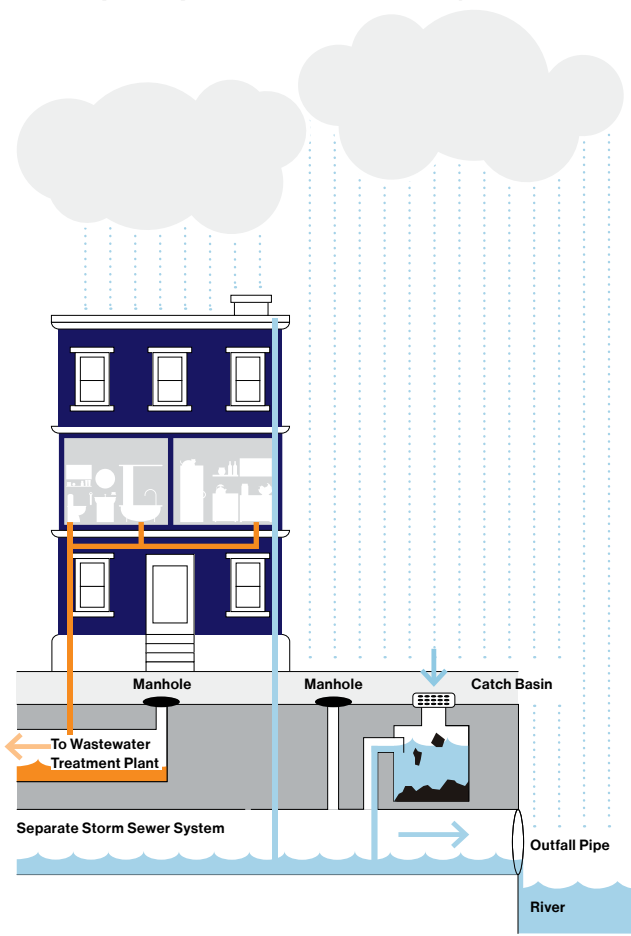 Manhole
Manhole
Catch Basin
To Wastewater
Treatment Plant
Separate Storm Sewer System
Outfall Pipe
River